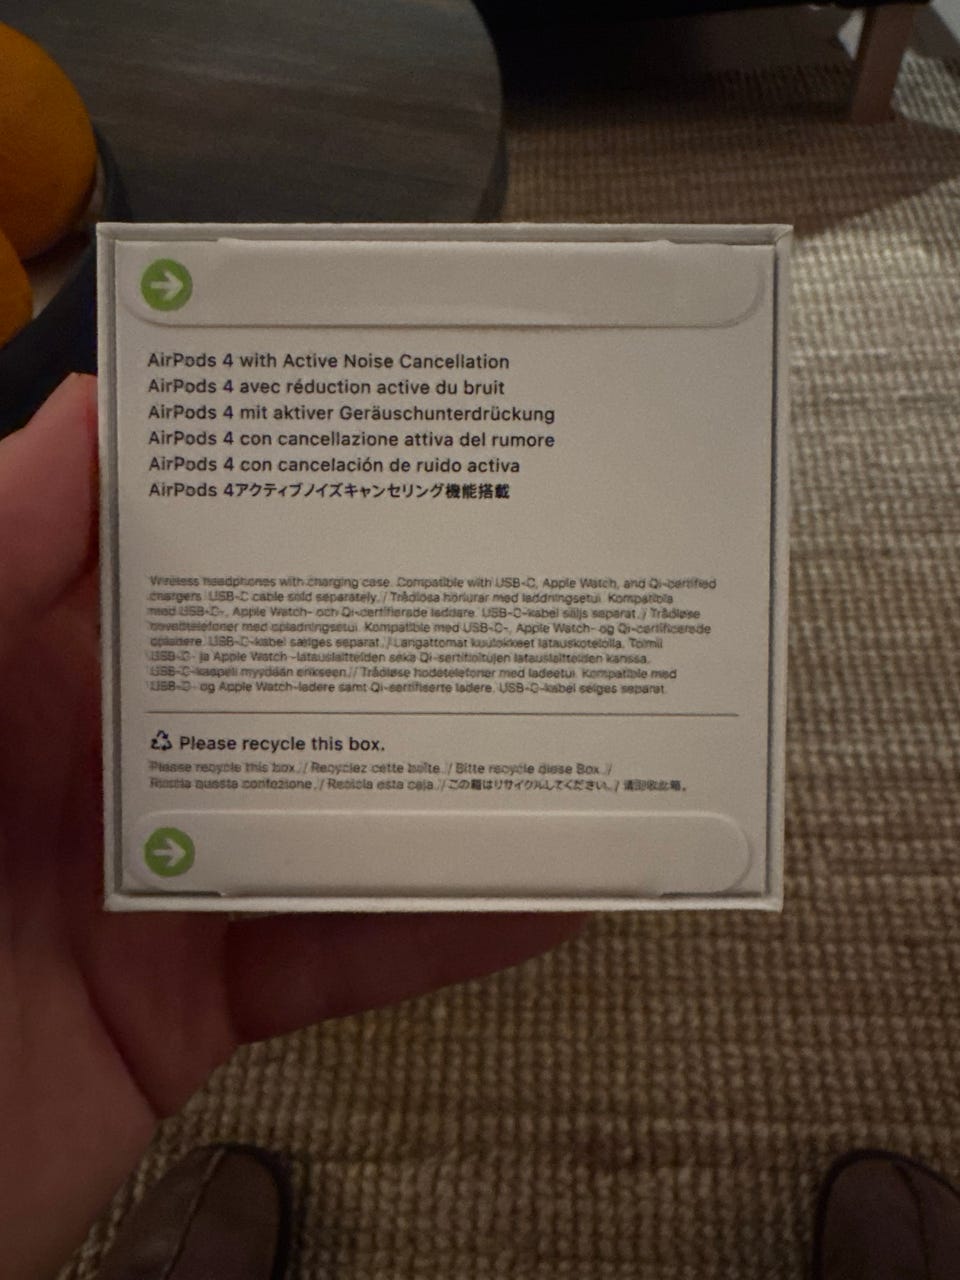 AirPods 4 with Active Noise Cancellation
AirPods 4 avec réduction active du bruit
AirPods 4 mit aktiver Geräuschunterdrückung
AirPods 4 con cancellazione attiva del rumore
AirPods 4 con cancelación de ruido activa
AirPods 4アクティブノイズキャンセリング機能搭載
Wireless headphones with charging case. Compatible with USB-C, Apple Watch, and Qi-certified
chargers. USB-C cable sold separately. / Trådlösa hörlurar med laddningsetui. Kompatibla
med USB-C-, Apple Watch- och Qi-certifierade laddare. USB-C-kabel säljs separat. / Trådløse
hovedtelefoner med opladningsetui. Kompatible med USB-C-, Apple Watch- og Qi-certificerede
opladere. USB-C-kabel sælges separat. / Langattomat kuulokkeet latauskotelolla. Toimii
USB-C- ja Apple Watch -latauslaitteiden sekä Qi-sertifioitujen latauslaitteiden kanssa.
USB-C-kaapeli myydään erikseen. / Trådløse hodetelefoner med ladeetui. Kompatible med
USB-C- og Apple Watch-ladere samt Qi-sertifiserte ladere. USB-C-kabel selges separat.
Please recycle this box.
Please recycle this box. / Recyclez cette boîte. / Bitte recycle diese Box. /
Ricicla questa confezione. / Recicla esta caja. / この箱はリサイクルしてください。 / 请回收此箱。